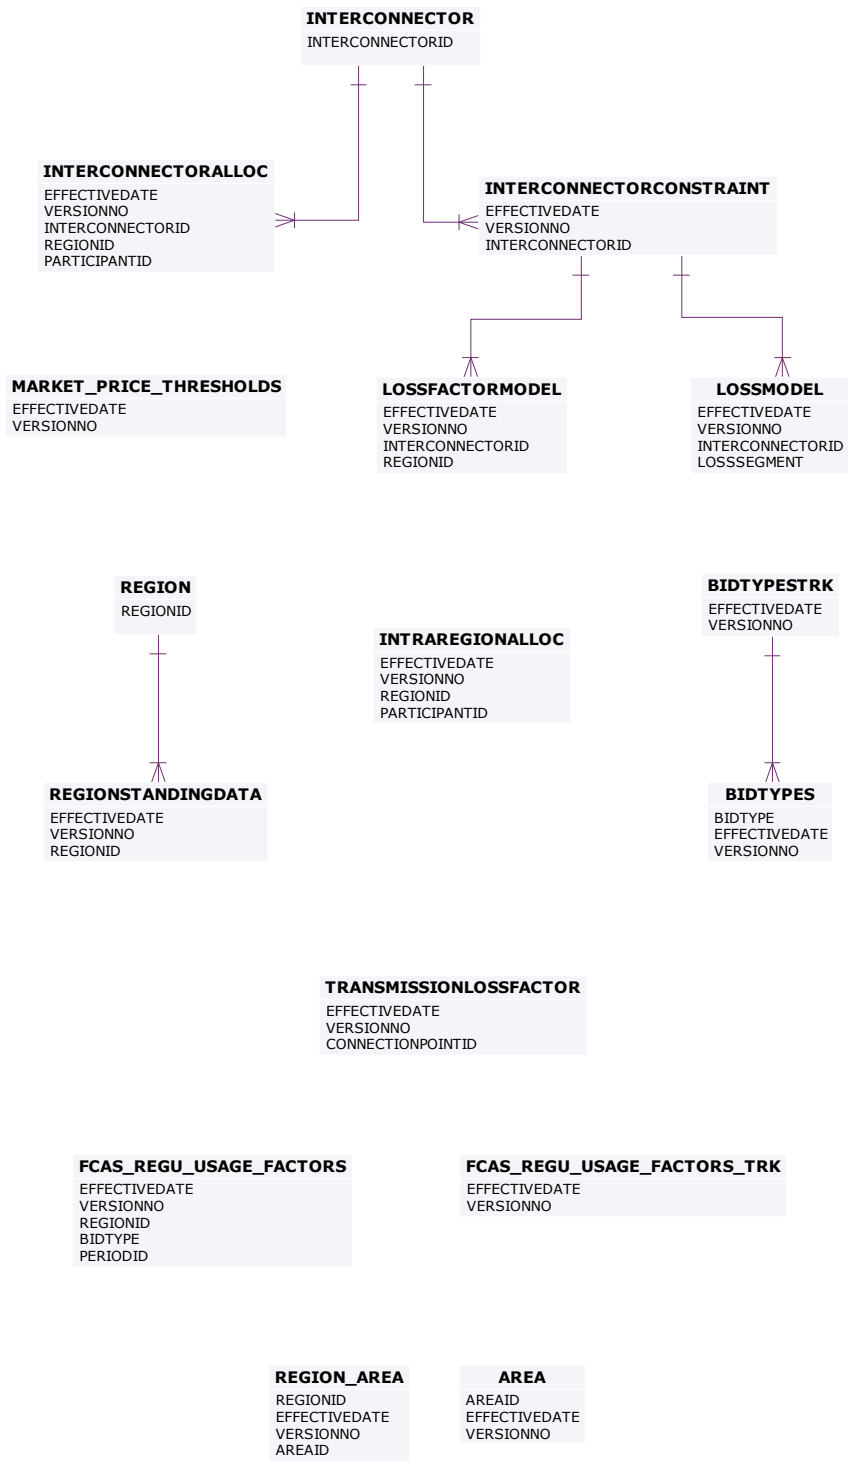 INTERCONNECTOR
INTERCONNECTORID
INTERCONNECTORALLOC
EFFECTIVEDATE
VERSIONNO
INTERCONNECTORID
REGIONID
PARTICIPANTID
INTERCONNECTORCONSTRAINT
EFFECTIVEDATE
VERSIONNO
INTERCONNECTORID
MARKET_PRICE_THRESHOLDS
EFFECTIVEDATE
VERSIONNO
LOSSFACTORMODEL
EFFECTIVEDATE
VERSIONNO
INTERCONNECTORID
REGIONID
LOSSMODEL
EFFECTIVEDATE
VERSIONNO
INTERCONNECTORID
LOSSSEGMENT
REGION
REGIONID
INTRAREGIONALLOC
EFFECTIVEDATE
VERSIONNO
REGIONID
PARTICIPANTID
BIDTYPESTRK
EFFECTIVEDATE
VERSIONNO
REGIONSTANDINGDATA
EFFECTIVEDATE
VERSIONNO
REGIONID
BIDTYPES
BIDTYPE
EFFECTIVEDATE
VERSIONNO
TRANSMISSIONLOSSFACTOR
EFFECTIVEDATE
VERSIONNO
CONNECTIONPOINTID
FCAS_REGU_USAGE_FACTORS
EFFECTIVEDATE
VERSIONNO
REGIONID
BIDTYPE
PERIODID
FCAS_REGU_USAGE_FACTORS_TRK
EFFECTIVEDATE
VERSIONNO
REGION_AREA
REGIONID
EFFECTIVEDATE
VERSIONNO
AREAID
AREA
AREAID
EFFECTIVEDATE
VERSIONNO